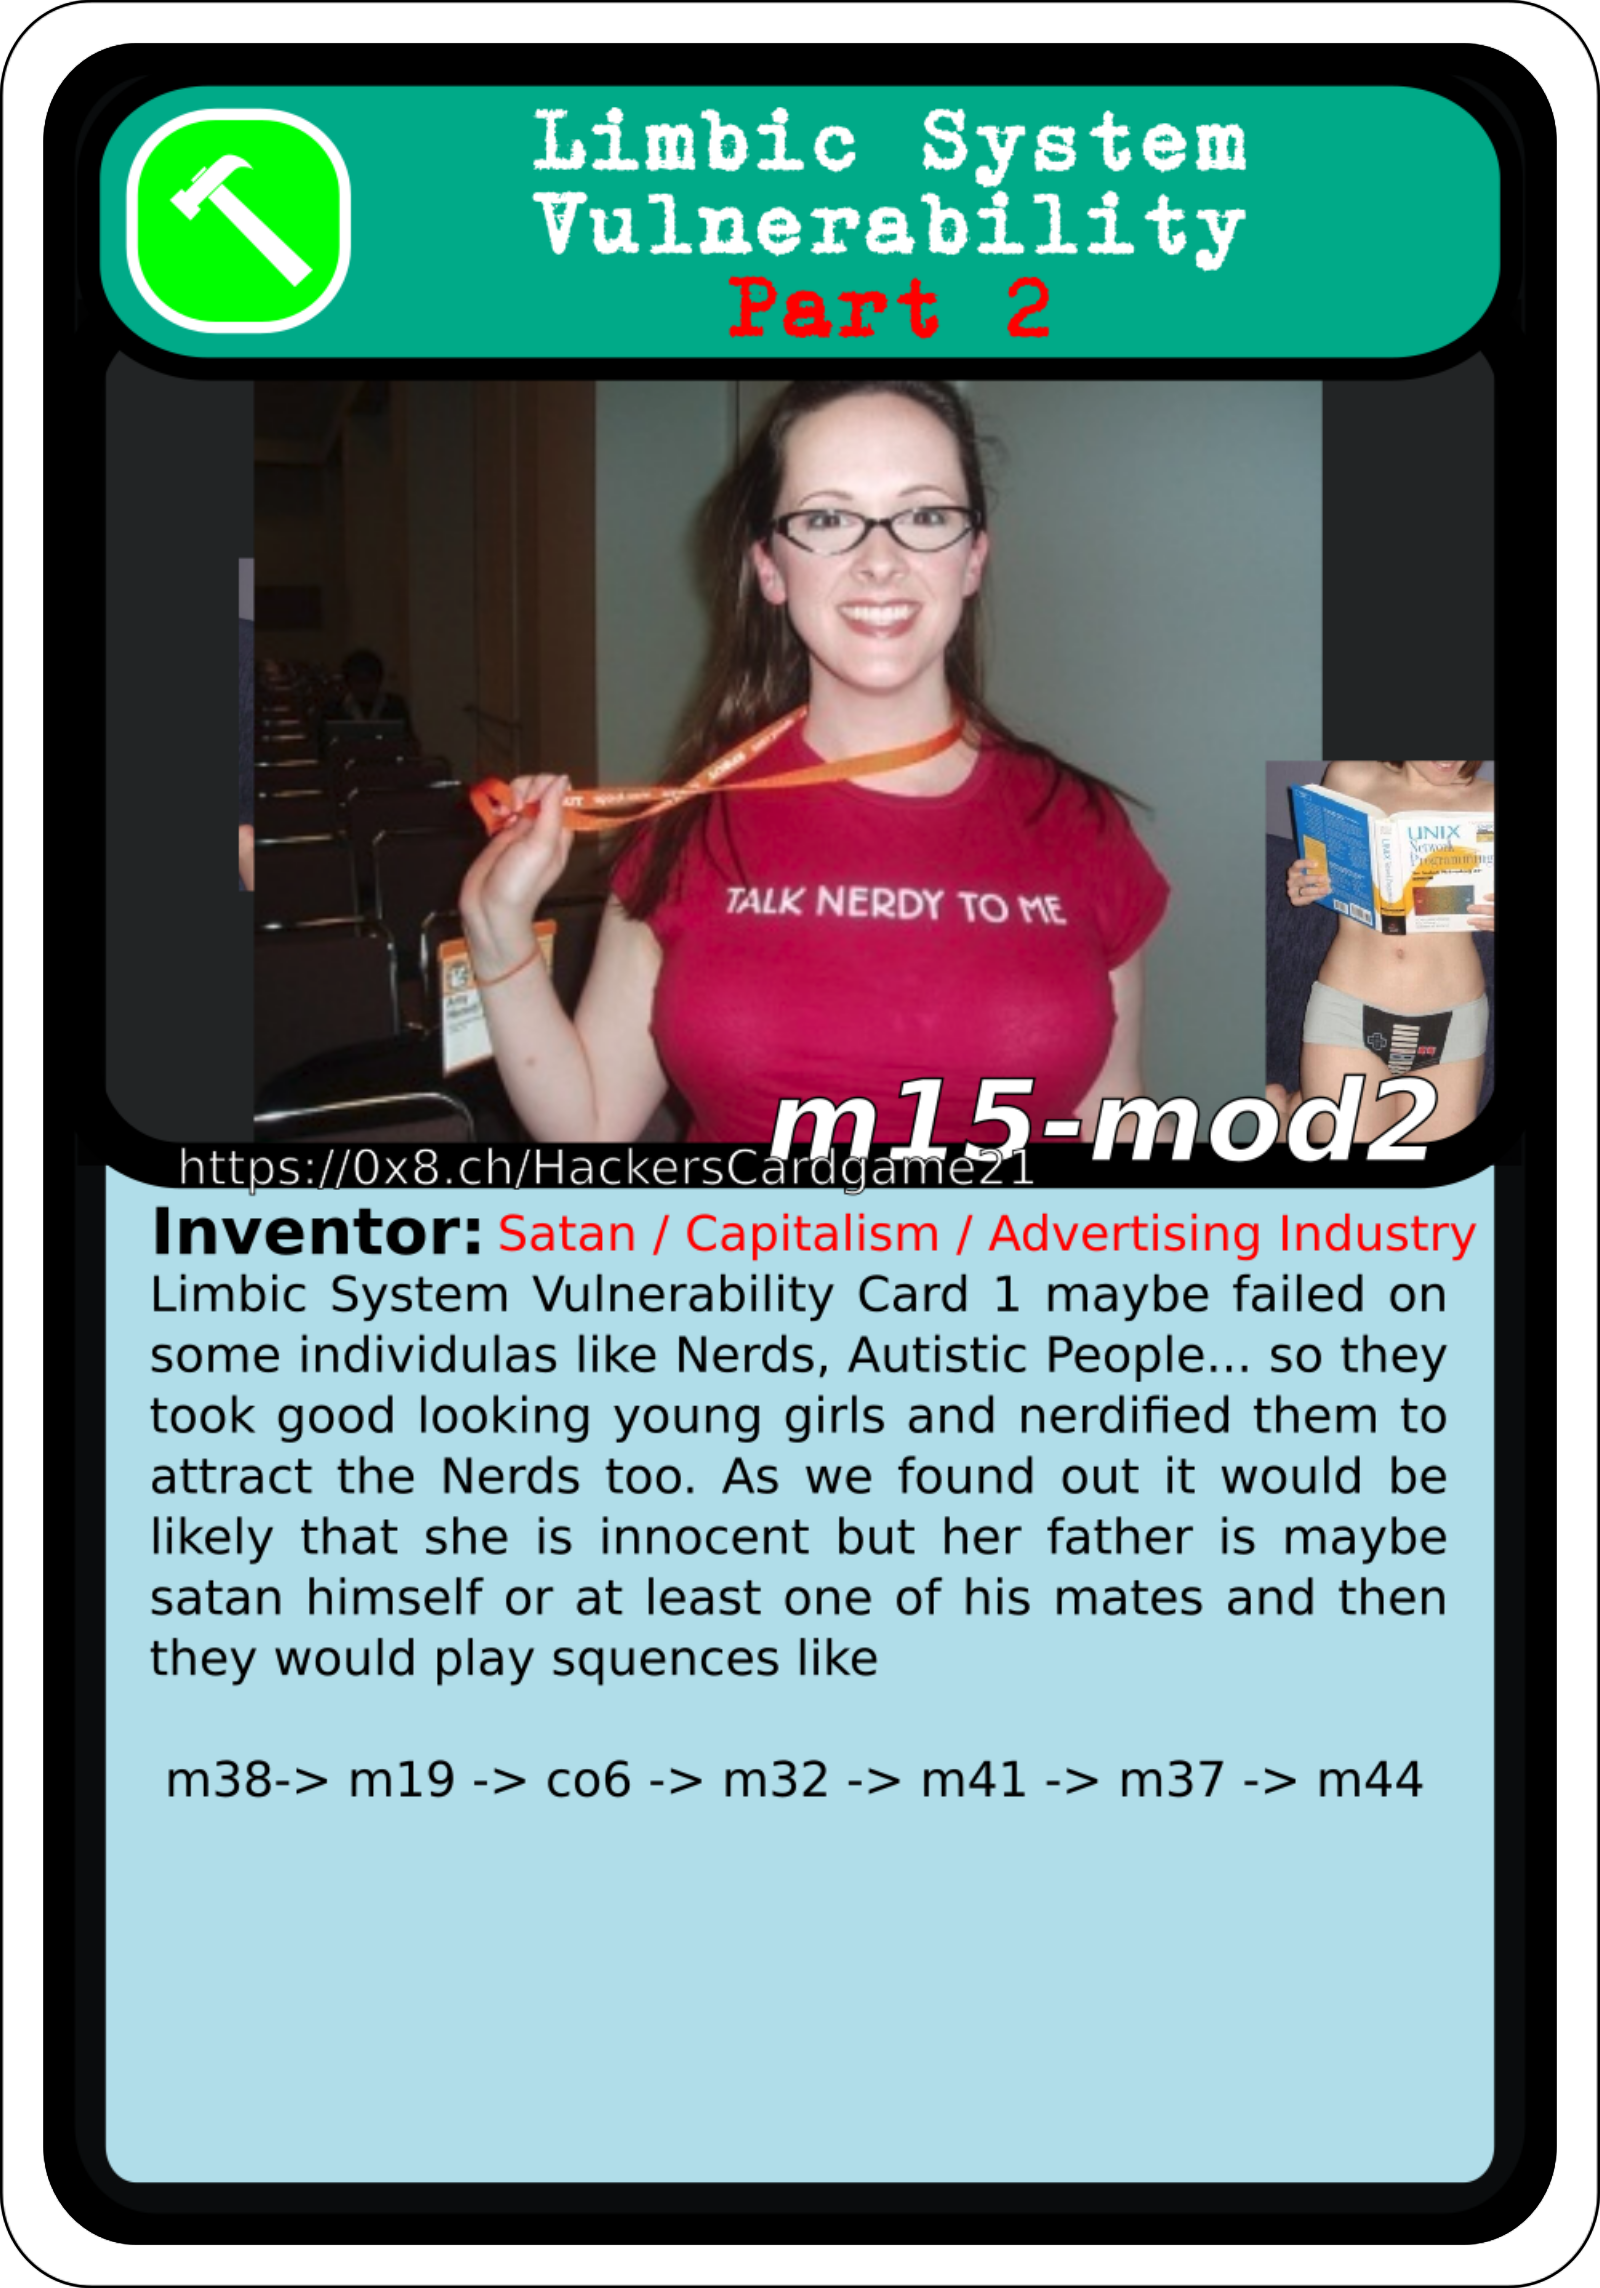 Limbic System
Vulnerability
Part 2
TALK NERDY TO ME
UNIX
Network
Programming
m15-mod2
https://0x8.ch/HackersCardgame21
Inventor: Satan / Capitalism / Advertising Industry
Limbic System Vulnerability Card 1 maybe failed on
some individulas like Nerds, Autistic People... so they
took good looking young girls and nerdified them to
attract the Nerds too. As we found out it would be
likely that she is innocent but her father is maybe
satan himself or at least one of his mates and then
they would play squences like
m38-> m19 -> co6 -> m32 -> m41 -> m37 -> m44